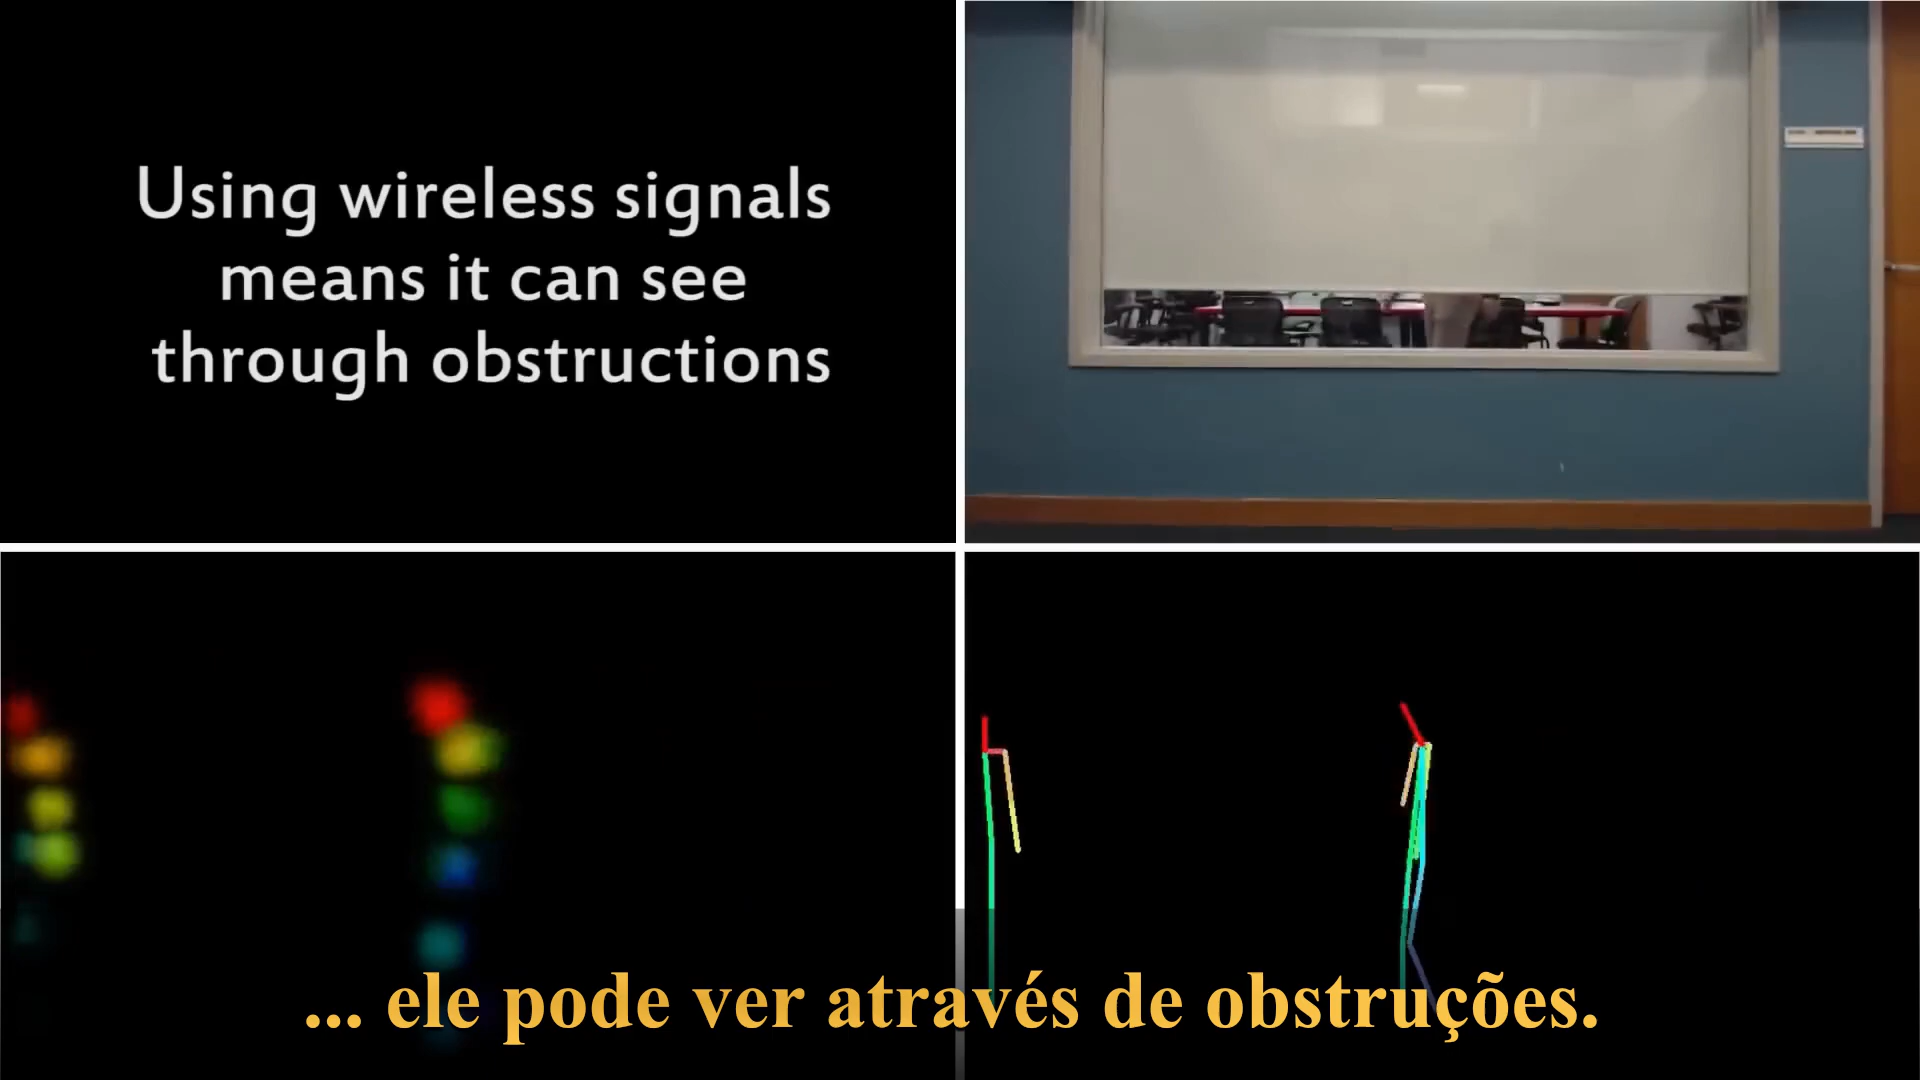 Using wireless signals
means it can see
through obstructions
... ele pode ver através de obstruções.